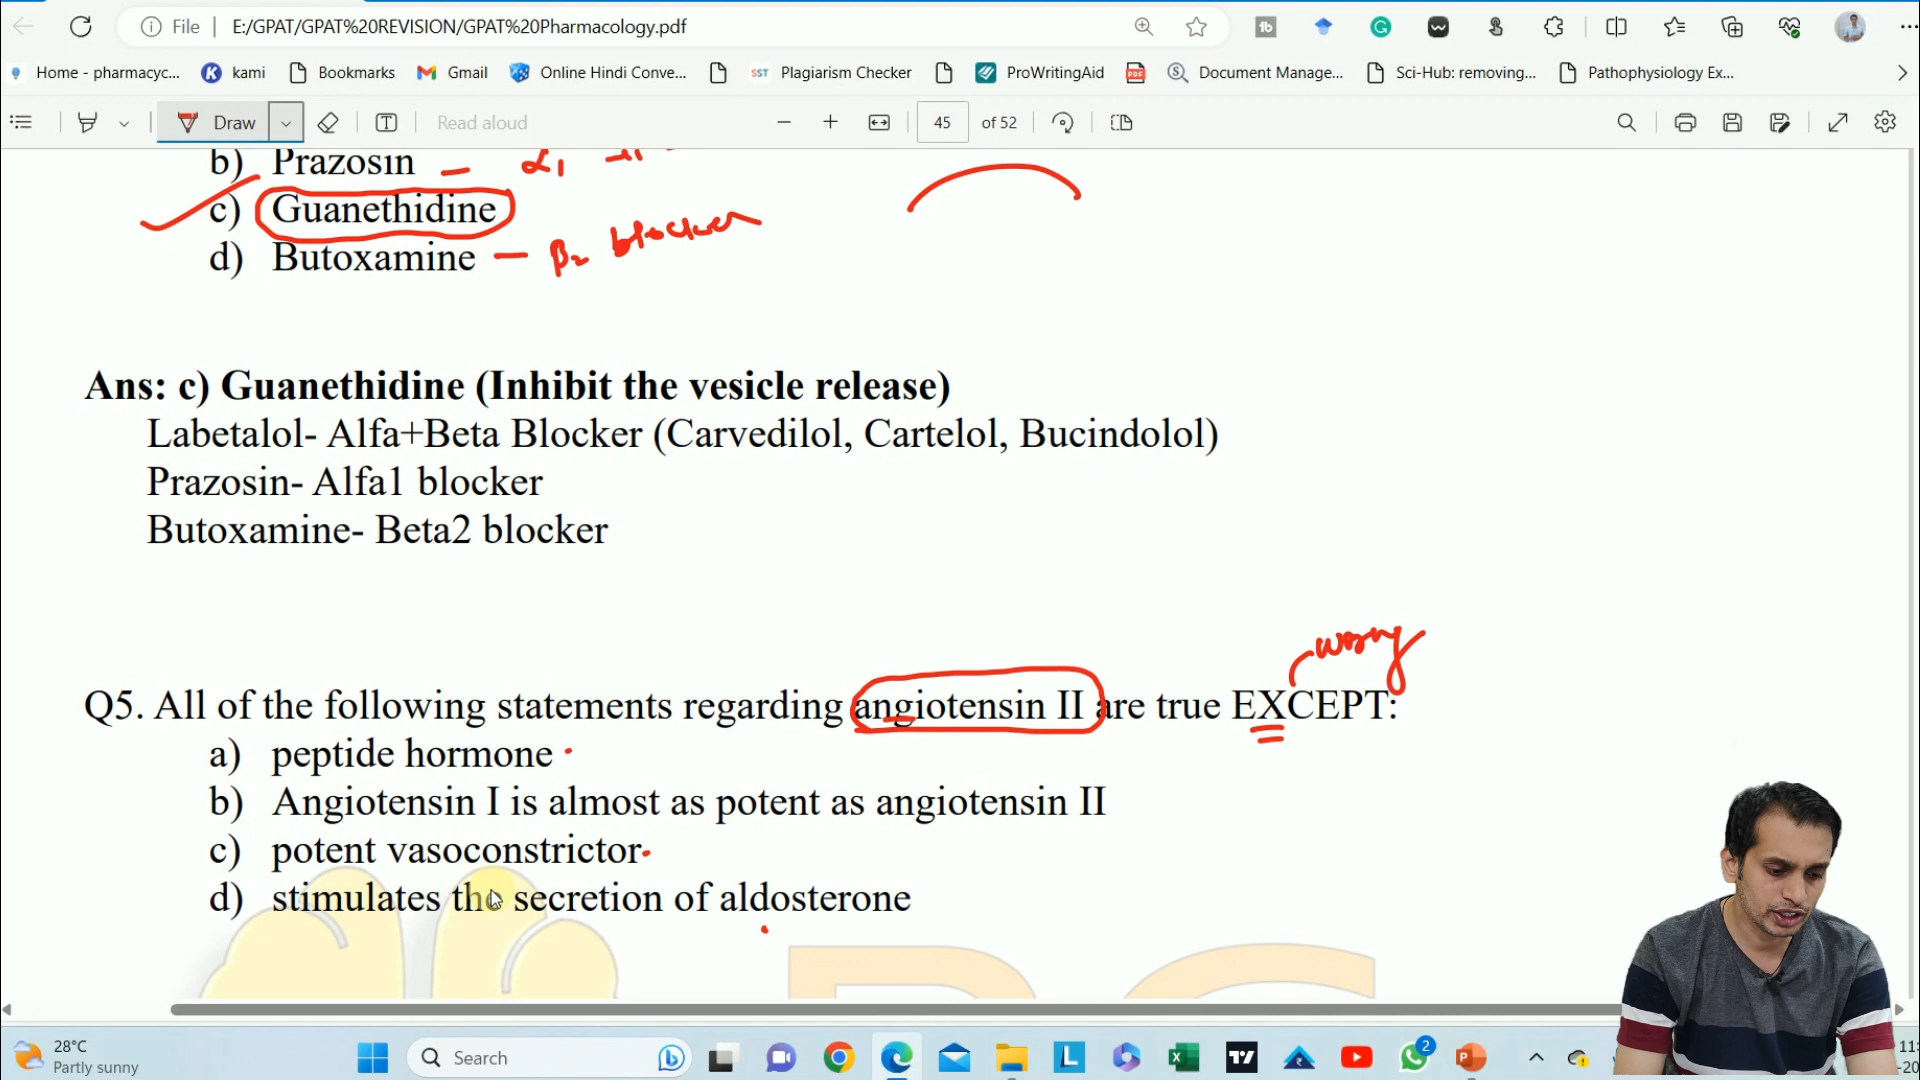 File
E:/GPAT/GPAT%20REVISION/GPAT%20Pharmacology.pdf
Home - pharmacyc...
kami
Bookmarks
Gmail
Online Hindi Conve...
SST
Plagiarism Checker
ProWritingAid
PDF
Document Manage...
Sci-Hub: removing...
Pathophysiology Ex...
Draw
Read aloud
45
of 52
b) Prazosin – α1
c) Guanethidine
d) Butoxamine – β2 blocker
Ans: c) Guanethidine (Inhibit the vesicle release)
Labetalol- Alfa+Beta Blocker (Carvedilol, Cartelol, Bucindolol)
Prazosin- Alfa1 blocker
Butoxamine- Beta2 blocker
wrong
Q5. All of the following statements regarding angiotensin II are true EXCEPT:
a) peptide hormone
b) Angiotensin I is almost as potent as angiotensin II
c) potent vasoconstrictor
d) stimulates the secretion of aldosterone
28°C
Partly sunny
Search
2